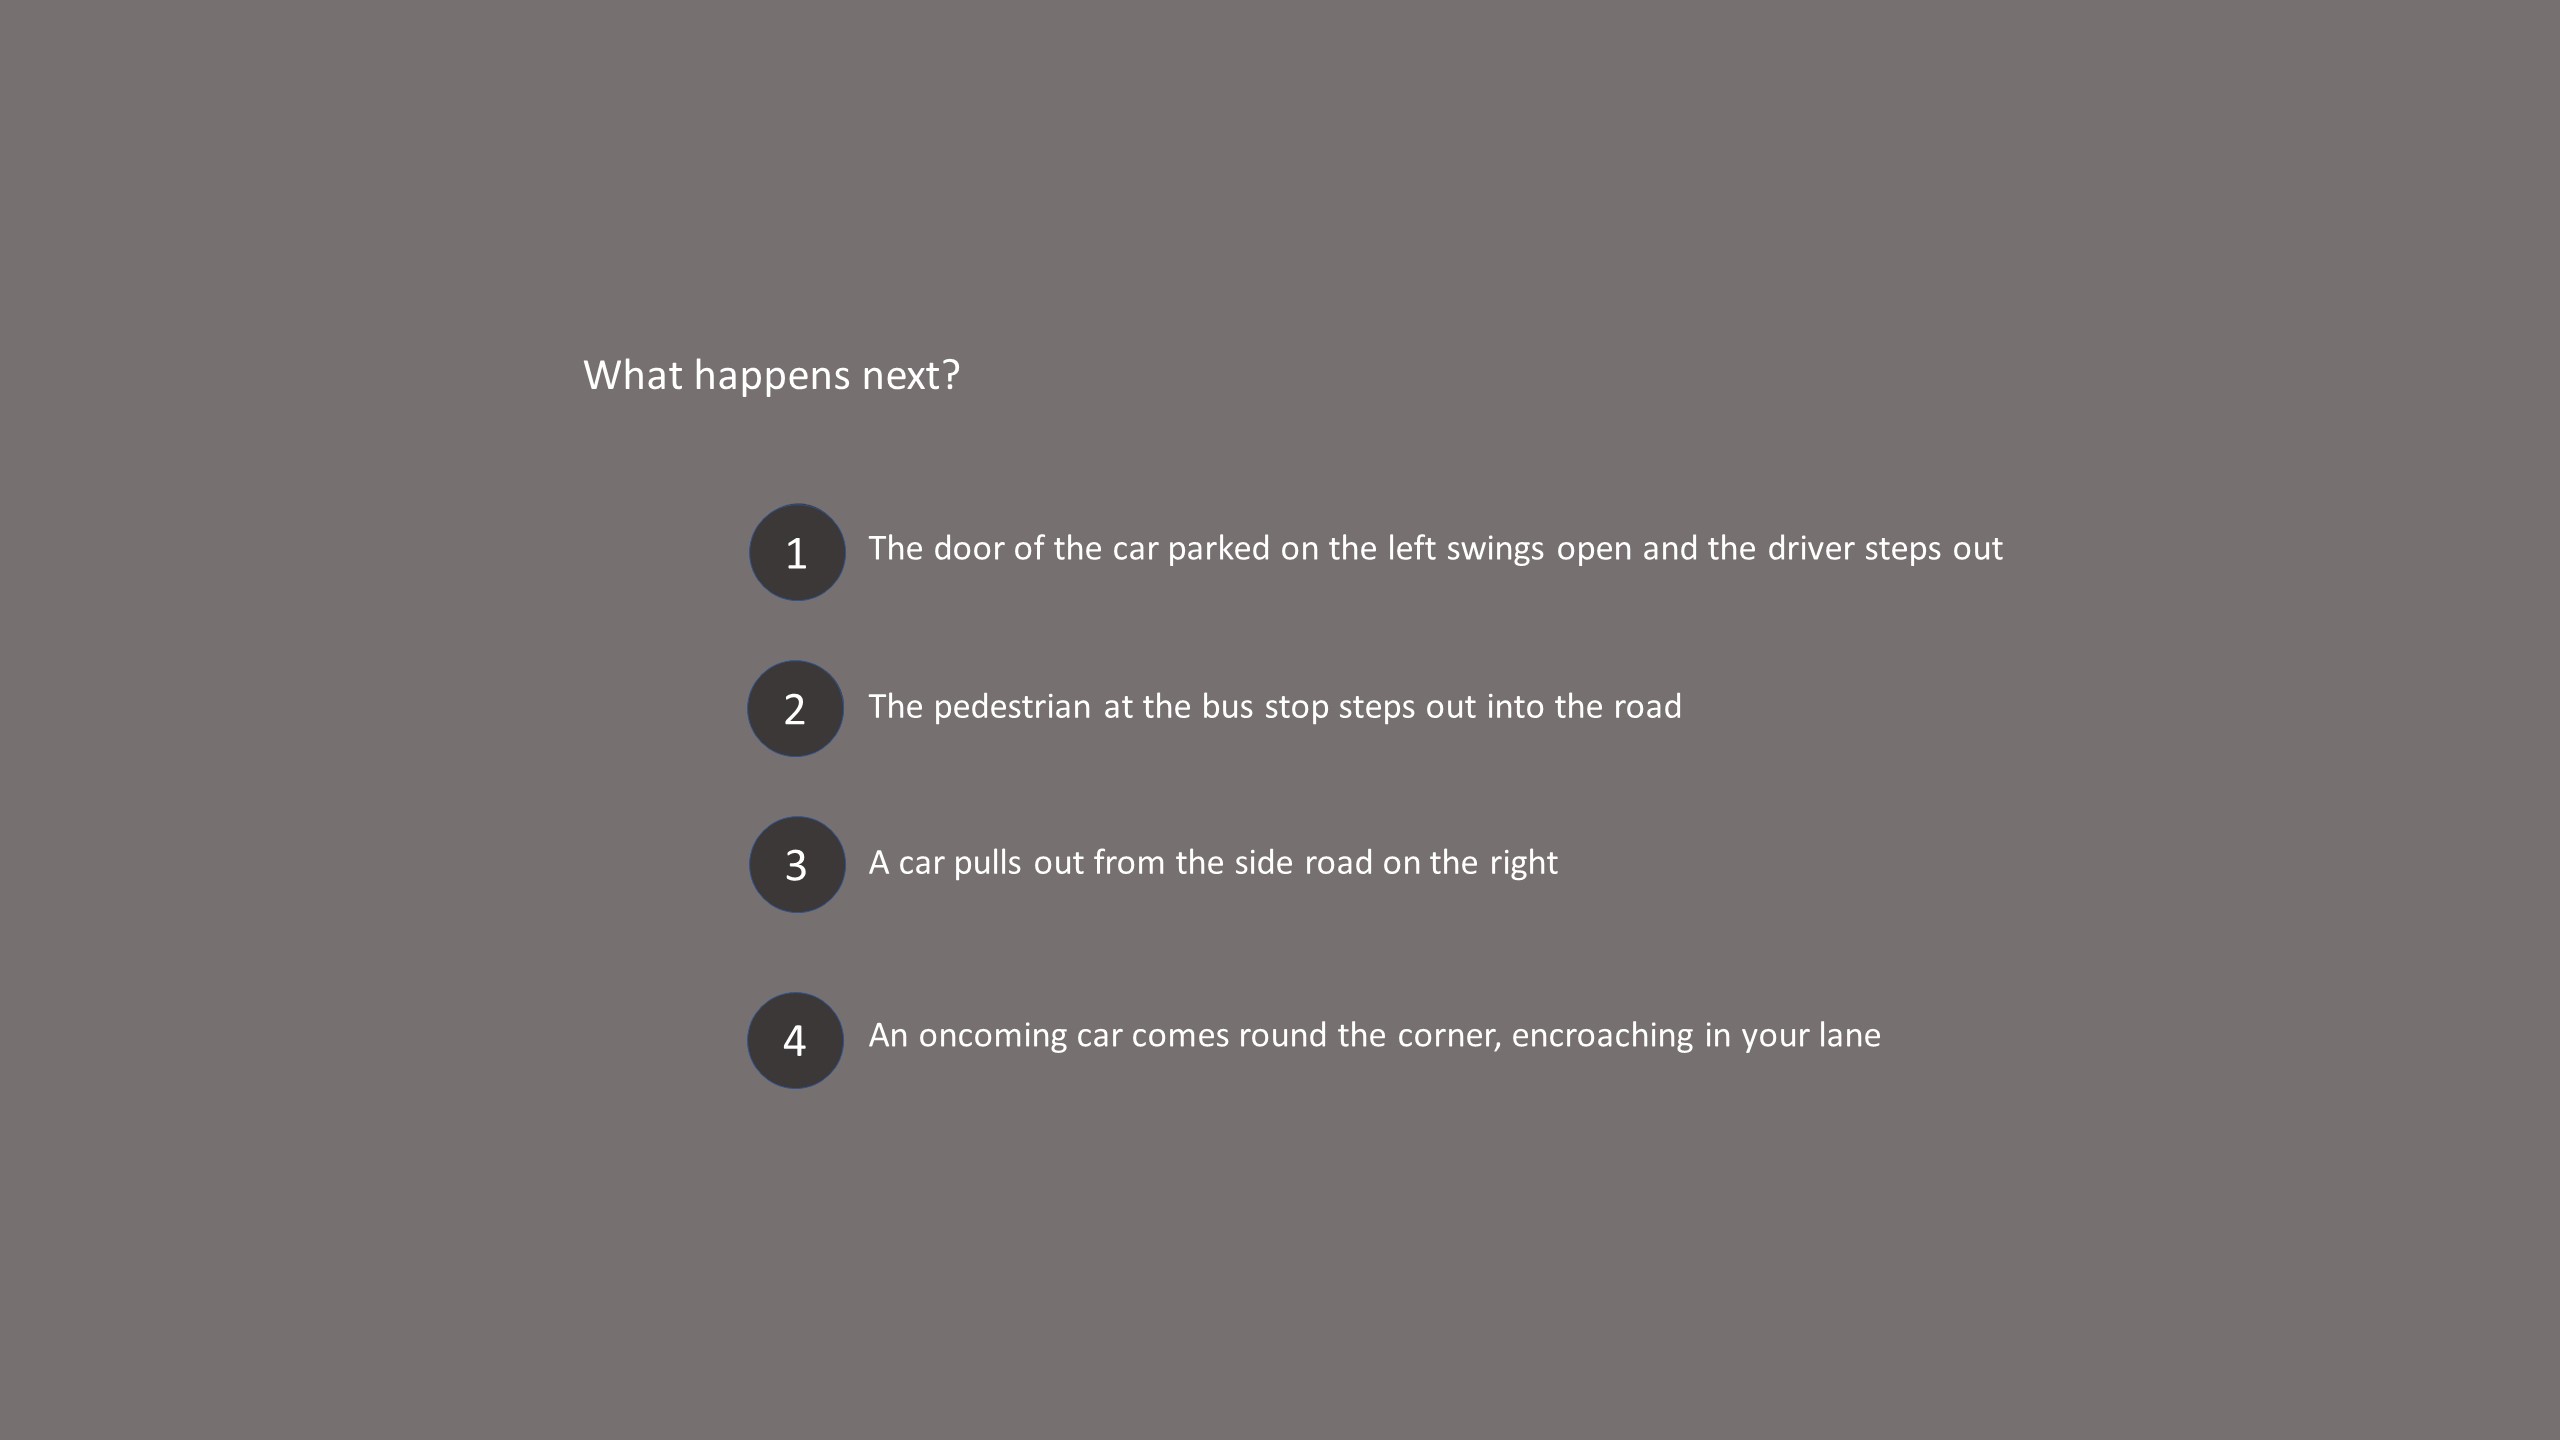 What happens next?
1 The door of the car parked on the left swings open and the driver steps out
2 The pedestrian at the bus stop steps out into the road
3 A car pulls out from the side road on the right
4 An oncoming car comes round the corner, encroaching in your lane